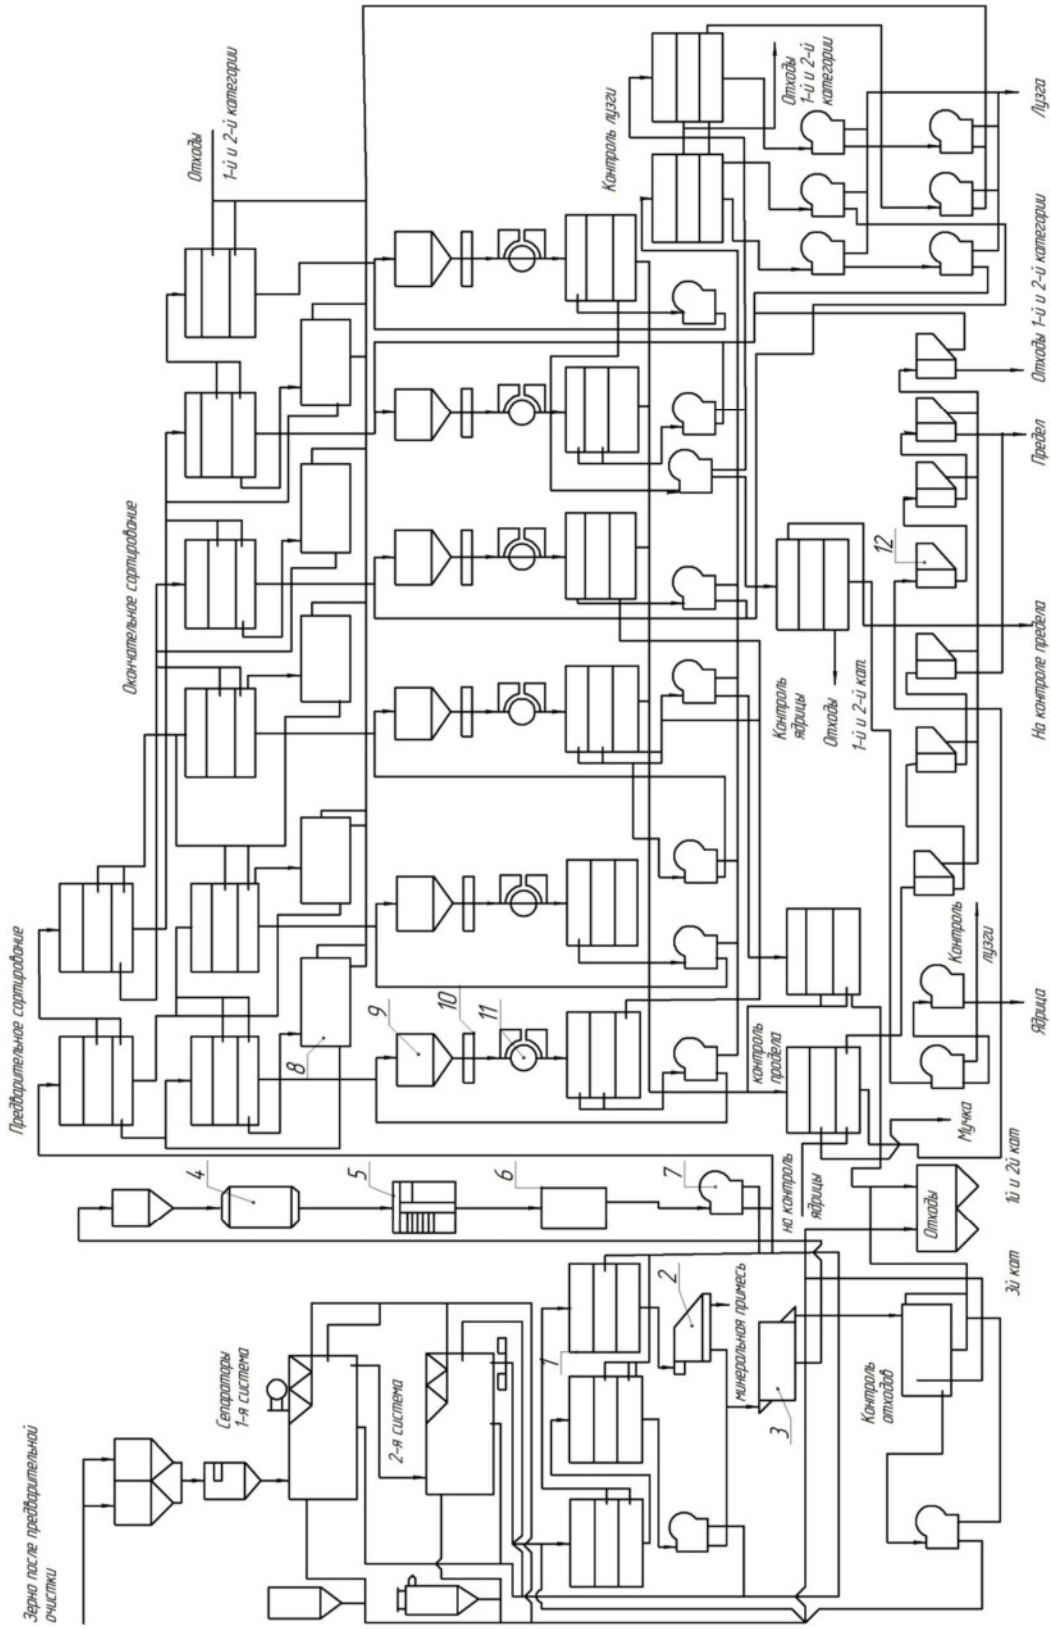 Зерно после предварительной
очистки
Сепараторы
1-я система
2-я система
1
2
минеральная примесь
3
Контроль
отходов
3й кат
1й и 2й кат
Отходы
4
5
6
7
на контроль
ядрицы
Мучка
Предварительное сортирование
8
9
10
11
контроль
продела
Контроль
лузги
Ядрица
Окончательное сортирование
Контроль
ядрицы
Отходы
1-й и 2-й кат.
12
На контроле предела
Предел
Отходы 1-й и 2-й категории
Отходы
1-й и 2-й категории
Контроль лузги
Отходы
1-й и 2-й
категории
Лузга